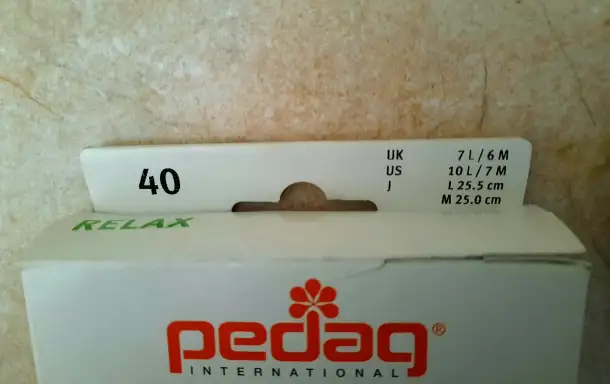 40
UK 7 L / 6 M
US 10 L / 7 M
J L 25.5 cm
M 25.0 cm
RELAX
pedag®
INTERNATIONAL